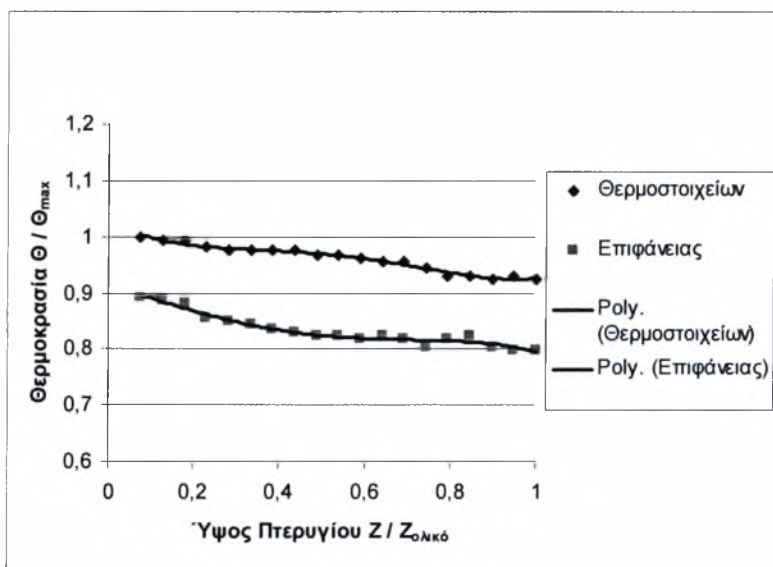 1,2
1,1
1
0,9
0,8
0,7
0,6
0
0,2
0,4
0,6
0,8
1
Θερμοκρασία Θ / Θmax
Ύψος Πτερυγίου Z / Zολικό
Θερμοστοιχείων
Επιφάνειας
Poly.
(Θερμοστοιχείων)
Poly. (Επιφάνειας)